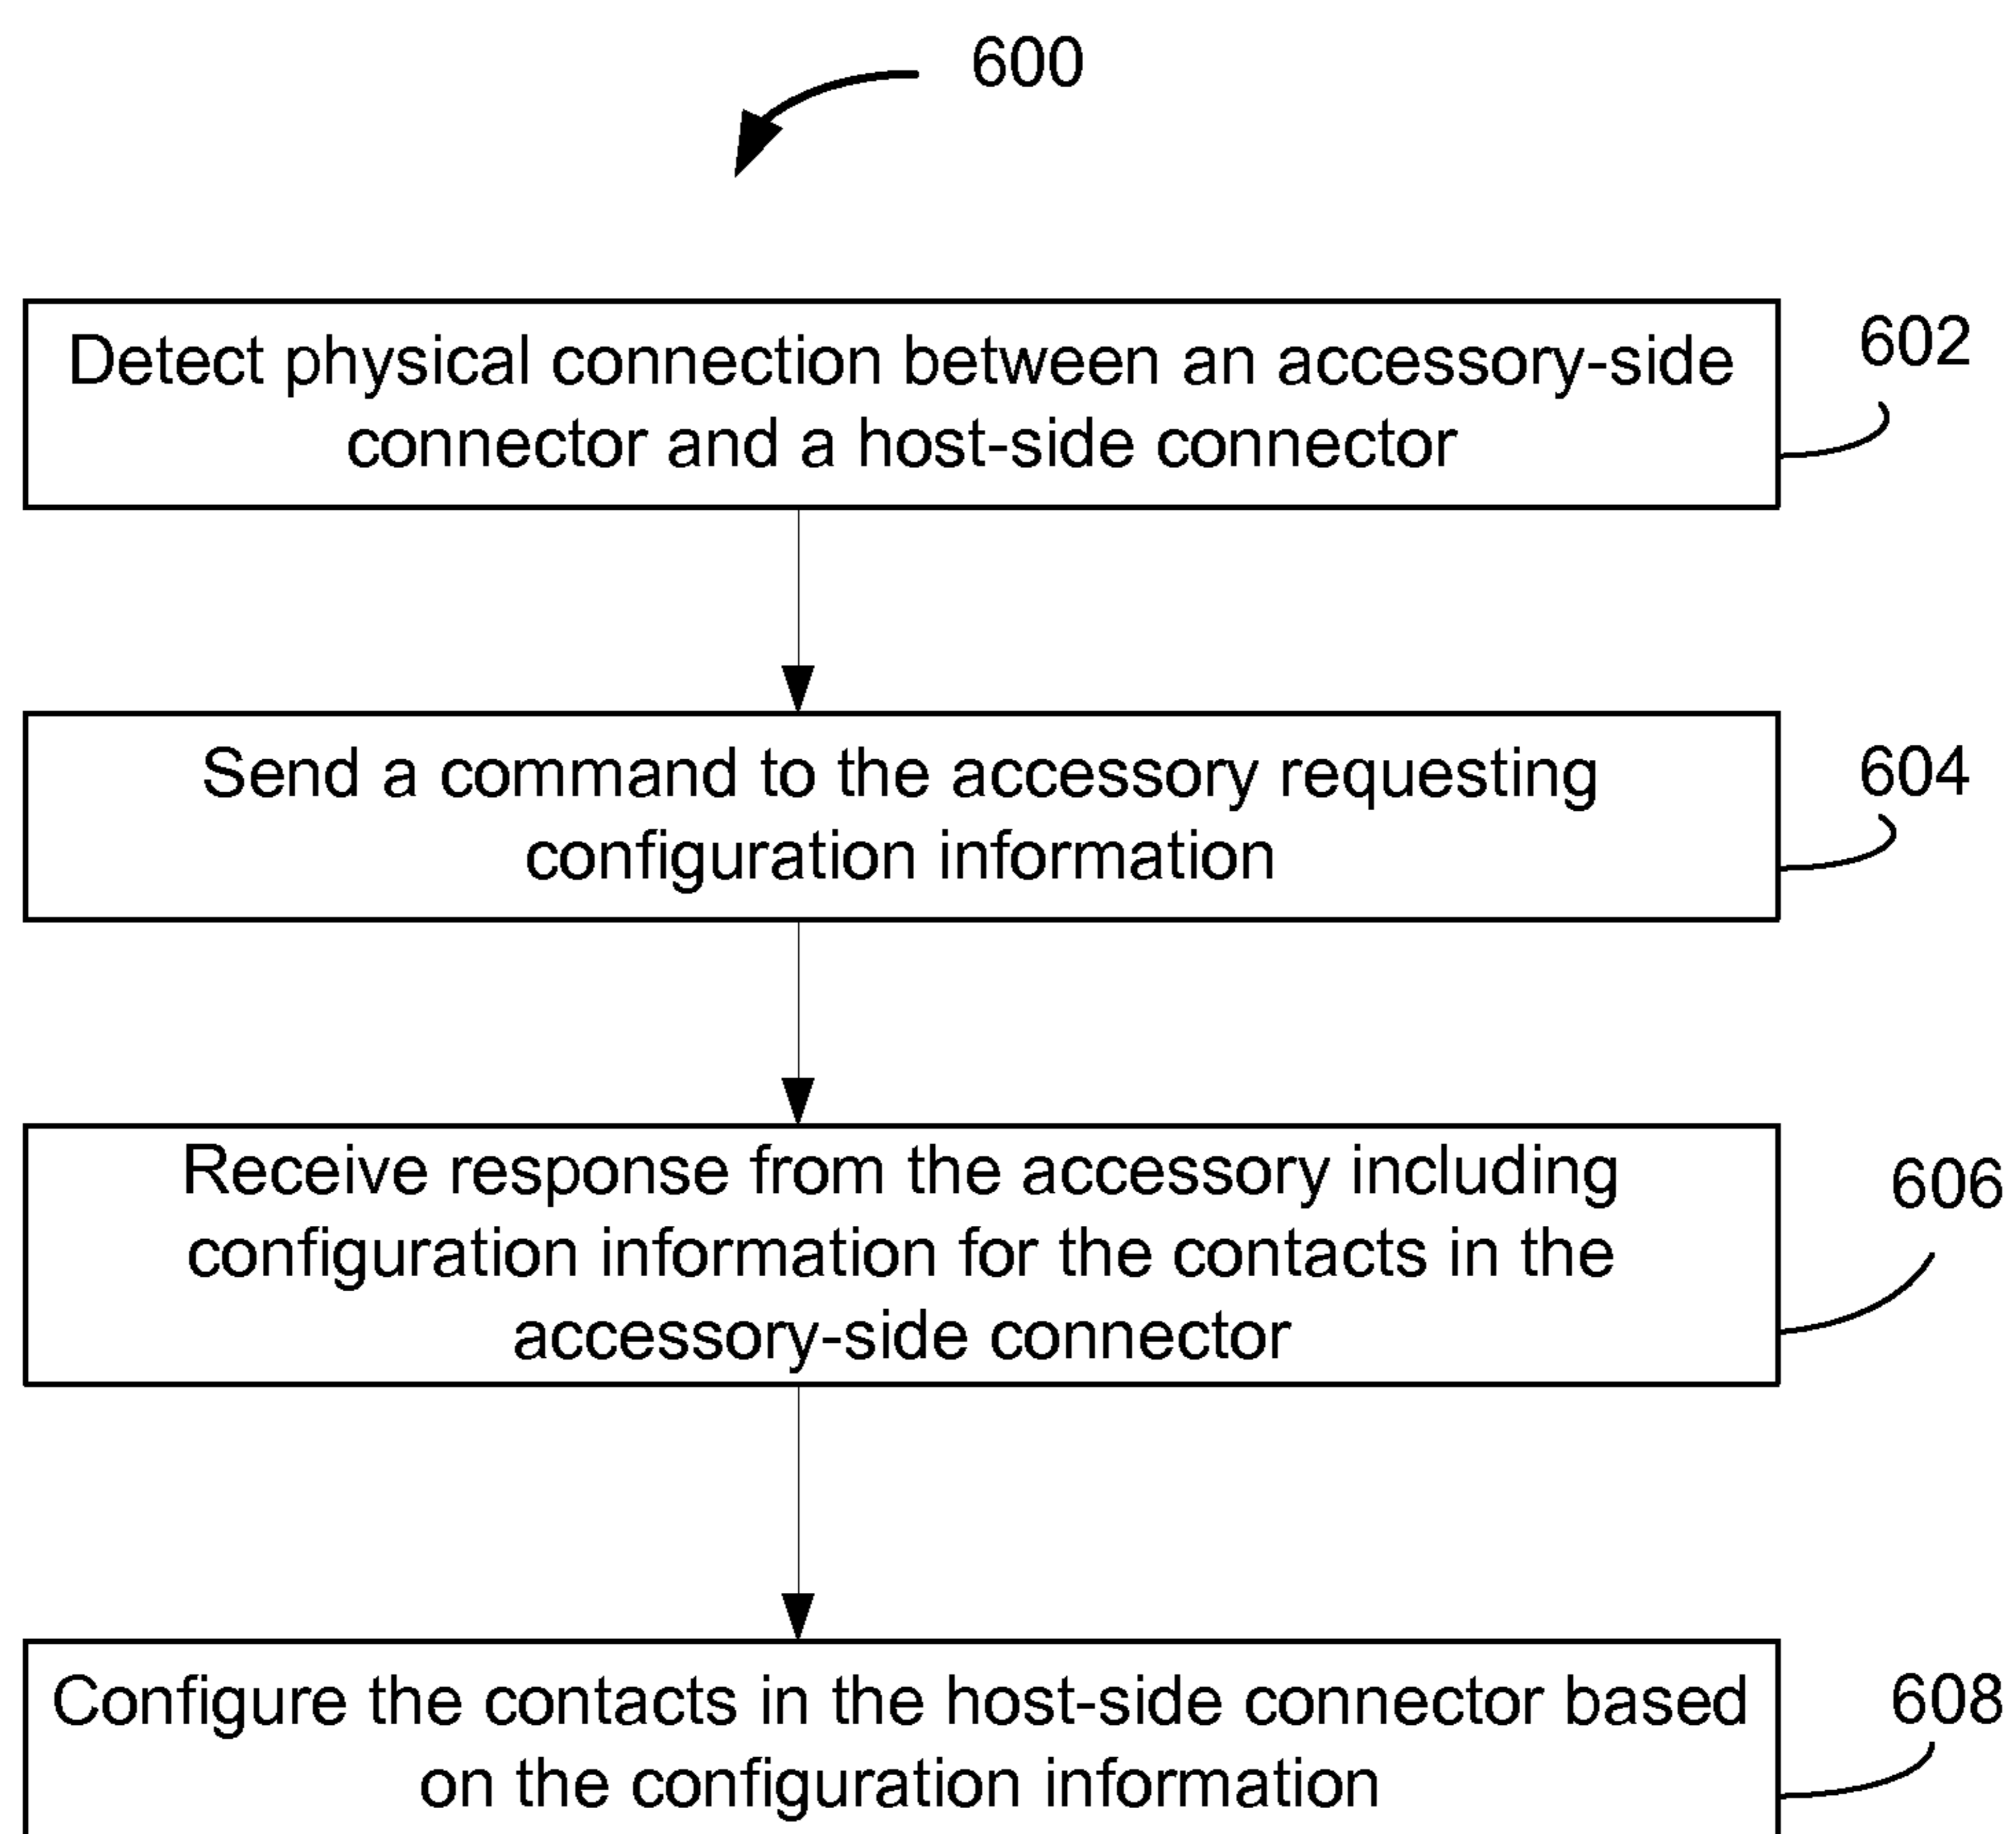 600
Detect physical connection between an accessory-side
connector and a host-side connector
602
Send a command to the accessory requesting
configuration information
604
Receive response from the accessory including
configuration information for the contacts in the
accessory-side connector
606
Configure the contacts in the host-side connector based
on the configuration information
608